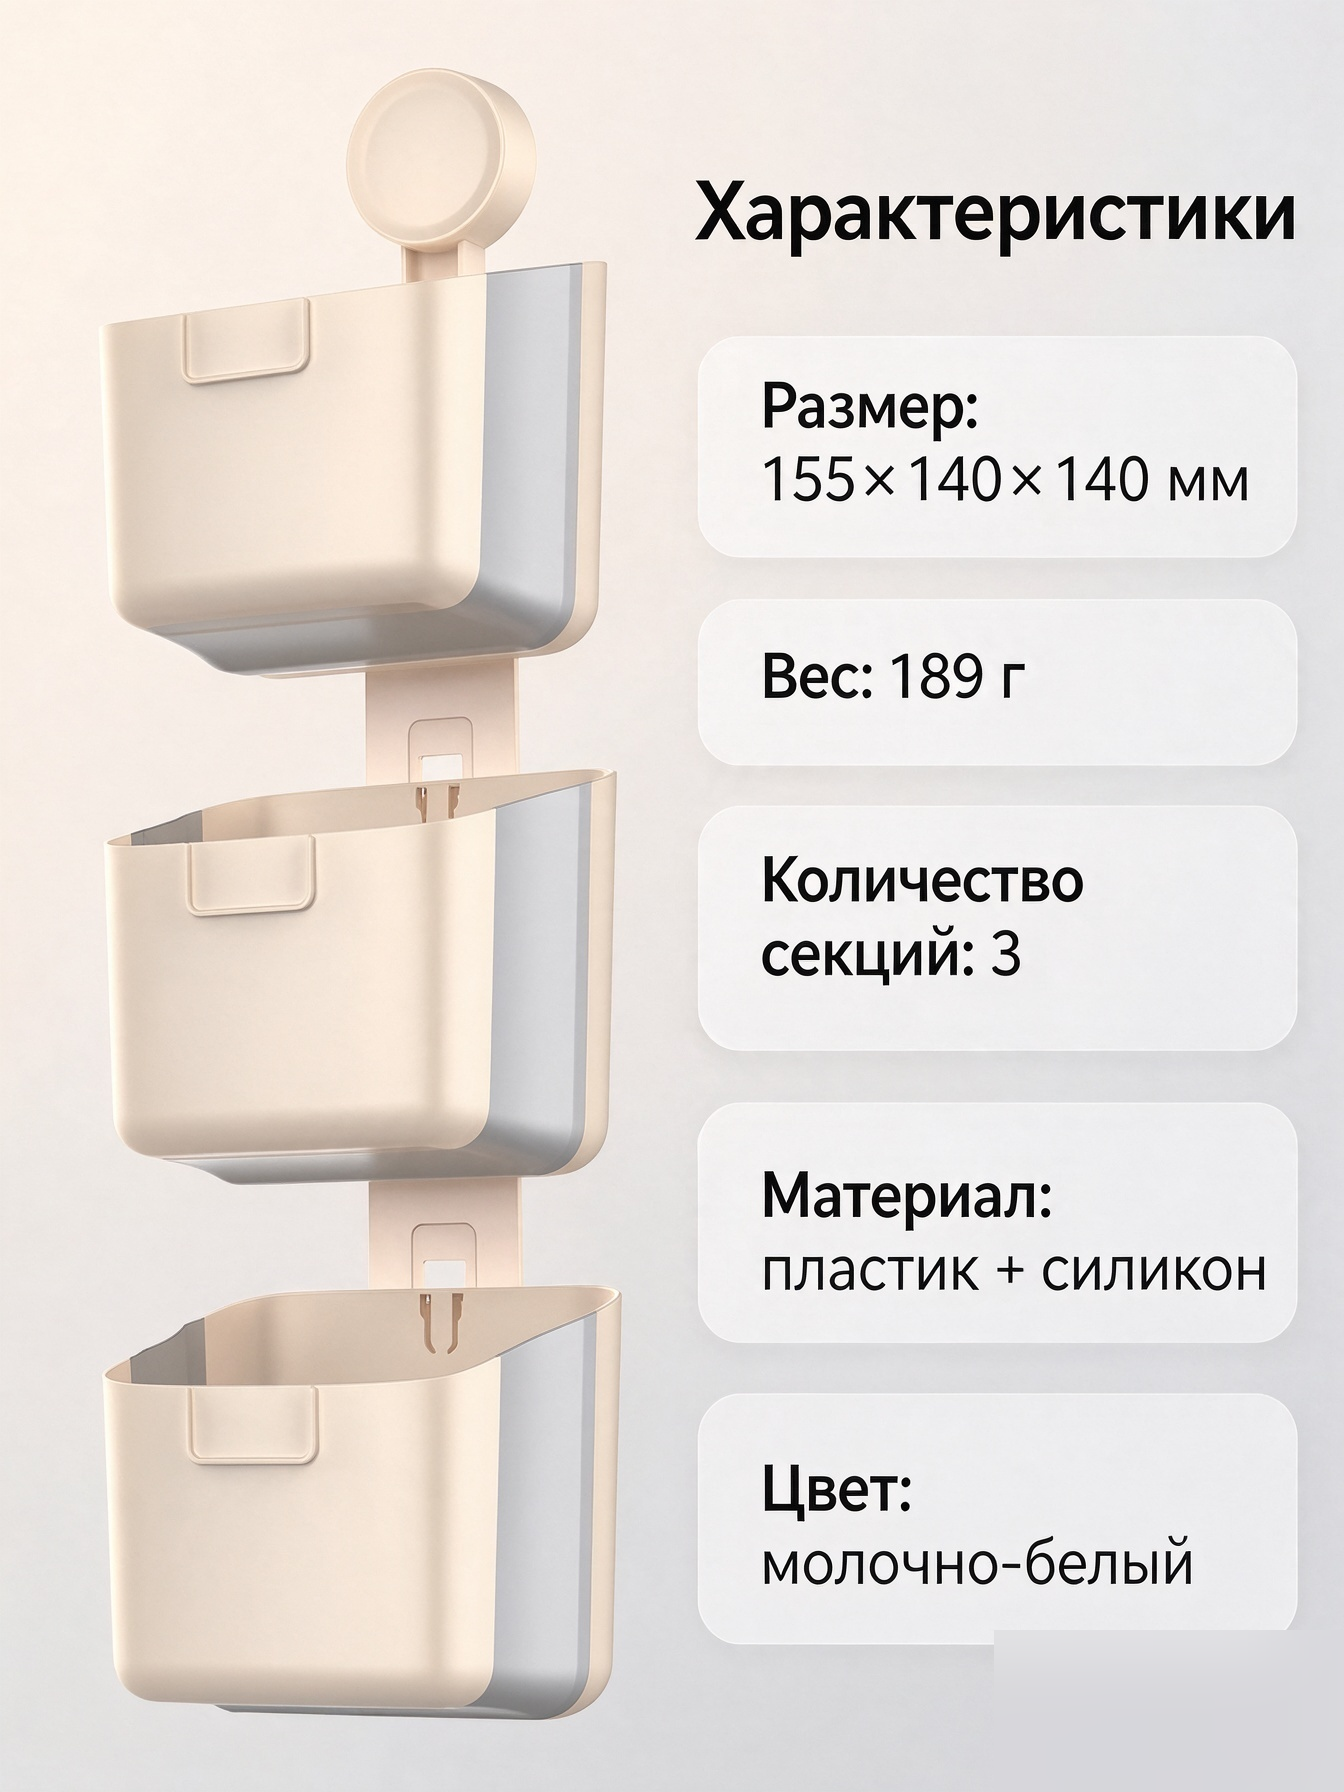 Характеристики
Размер:
155×140×140 мм
Вес: 189 г
Количество
секций: 3
Материал:
пластик + силикон
Цвет:
молочно-белый